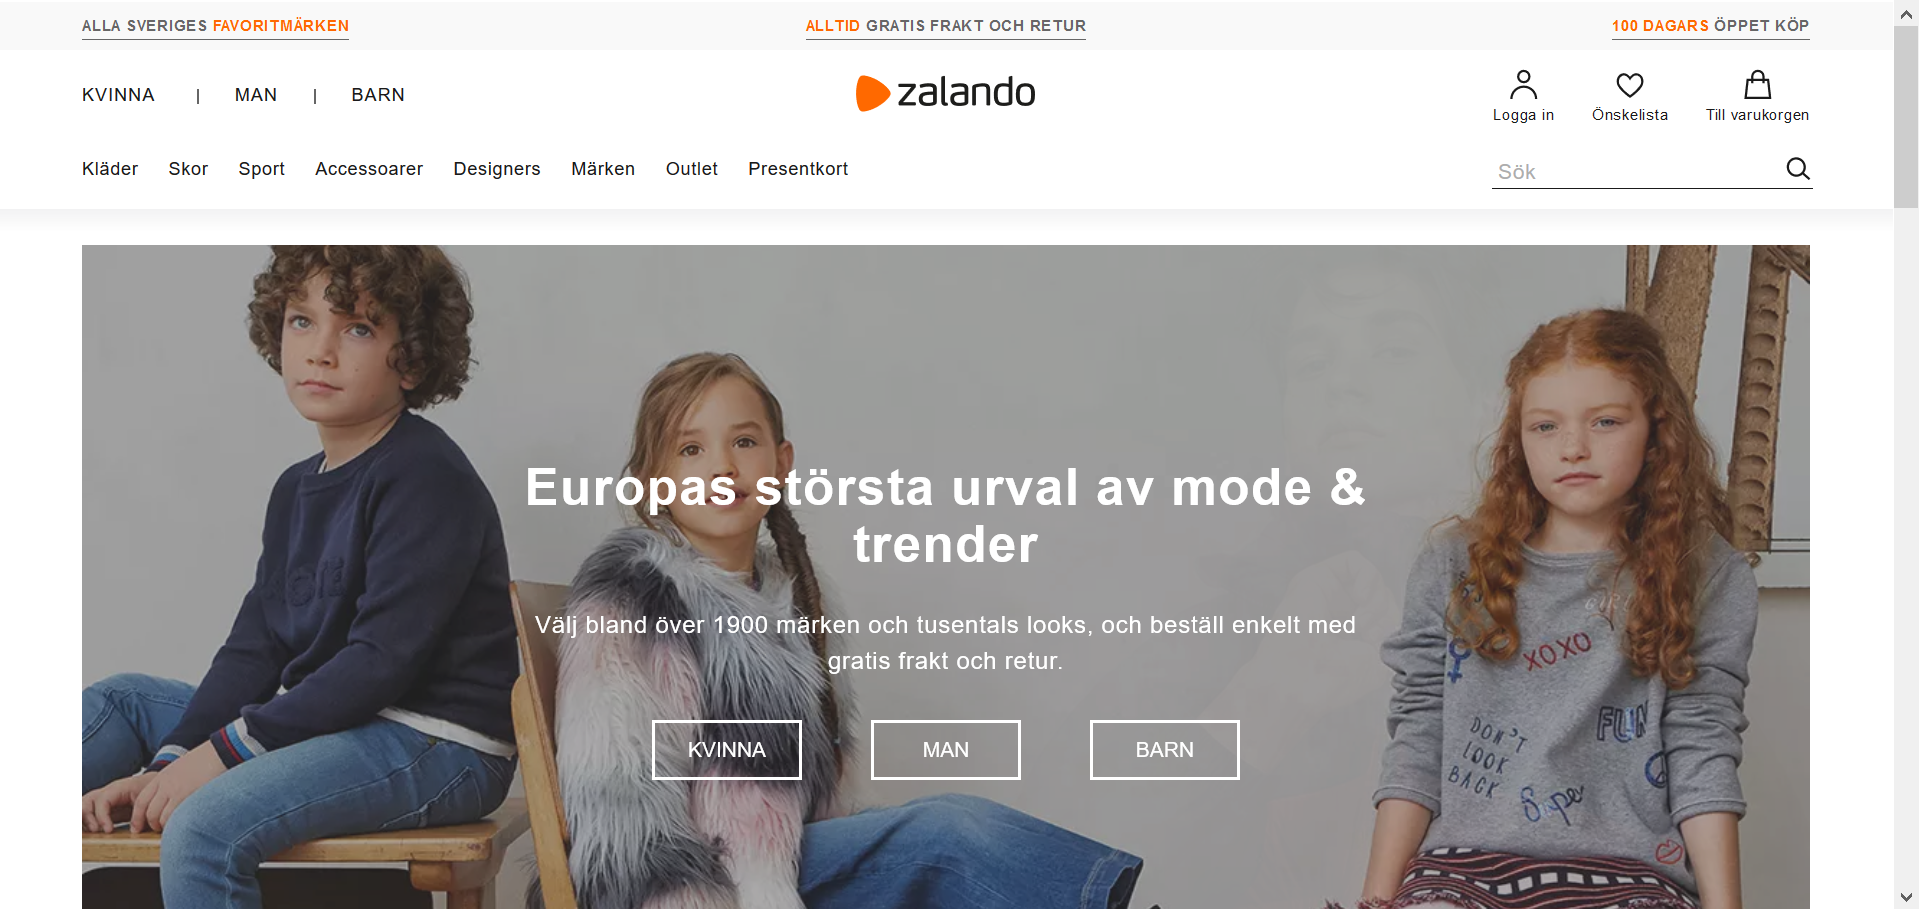 ALLA SVERIGES FAVORITMÄRKEN
ALLTID GRATIS FRAKT OCH RETUR
100 DAGARS ÖPPET KÖP
KVINNA | MAN | BARN
zalando
Logga in
Önskelista
Till varukorgen
Kläder Skor Sport Accessoarer Designers Märken Outlet Presentkort
Sök
Europas största urval av mode &
trender
Välj bland över 1900 märken och tusentals looks, och beställ enkelt med
gratis frakt och retur.
KVINNA
MAN
BARN
GIRL
XOXO
FUN
DON'T
LOOK
BACK
Super